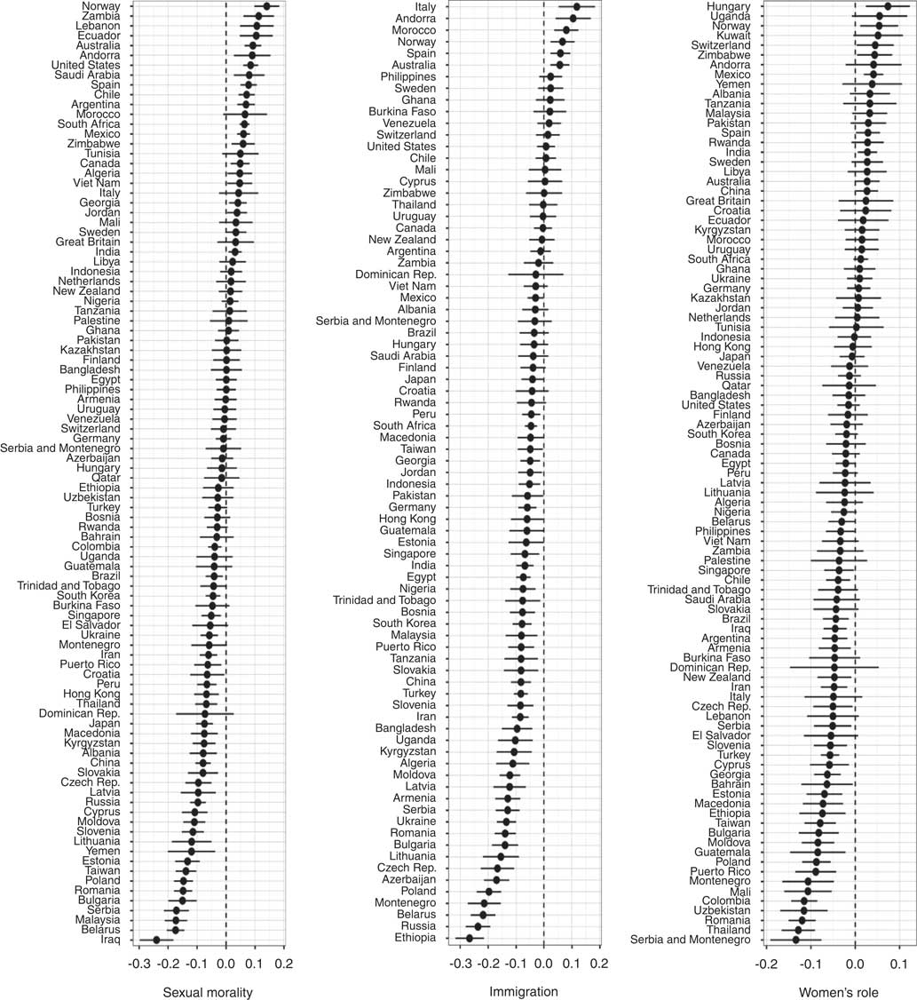 Norway
Zambia
Lebanon
Ecuador
Australia
Andorra
United States
Saudi Arabia
Spain
Chile
Argentina
Morocco
South Africa
Mexico
Zimbabwe
Tunisia
Canada
Algeria
Viet Nam
Italy
Georgia
Jordan
Mali
Sweden
Great Britain
India
Libya
Indonesia
Netherlands
New Zealand
Nigeria
Tanzania
Palestine
Ghana
Pakistan
Kazakhstan
Finland
Bangladesh
Egypt
Philippines
Armenia
Uruguay
Venezuela
Switzerland
Germany
Serbia and Montenegro
Azerbaijan
Hungary
Qatar
Ethiopia
Uzbekistan
Turkey
Bosnia
Rwanda
Bahrain
Colombia
Uganda
Guatemala
Brazil
Trinidad and Tobago
South Korea
Burkina Faso
Singapore
El Salvador
Ukraine
Montenegro
Iran
Puerto Rico
Croatia
Peru
Hong Kong
Thailand
Dominican Rep.
Japan
Macedonia
Kyrgyzstan
Albania
China
Slovakia
Czech Rep.
Latvia
Russia
Cyprus
Moldova
Slovenia
Lithuania
Yemen
Estonia
Taiwan
Poland
Romania
Bulgaria
Serbia
Malaysia
Belarus
Iraq
-0.3 -0.2 -0.1 0.0 0.1 0.2
Sexual morality
Italy
Andorra
Morocco
Norway
Spain
Australia
Philippines
Sweden
Ghana
Burkina Faso
Venezuela
Switzerland
United States
Chile
Mali
Cyprus
Zimbabwe
Thailand
Uruguay
Canada
New Zealand
Argentina
Zambia
Dominican Rep.
Viet Nam
Mexico
Albania
Serbia and Montenegro
Brazil
Hungary
Saudi Arabia
Finland
Japan
Croatia
Rwanda
Peru
South Africa
Macedonia
Taiwan
Georgia
Jordan
Indonesia
Pakistan
Germany
Hong Kong
Guatemala
Estonia
Singapore
India
Egypt
Nigeria
Trinidad and Tobago
Bosnia
South Korea
Malaysia
Puerto Rico
Tanzania
Slovakia
China
Turkey
Slovenia
Iran
Bangladesh
Uganda
Kyrgyzstan
Algeria
Moldova
Latvia
Armenia
Serbia
Ukraine
Romania
Bulgaria
Lithuania
Czech Rep.
Azerbaijan
Poland
Montenegro
Belarus
Russia
Ethiopia
-0.3 -0.2 -0.1 0.0 0.1 0.2
Immigration
Hungary
Uganda
Norway
Kuwait
Switzerland
Zimbabwe
Andorra
Mexico
Yemen
Albania
Tanzania
Malaysia
Pakistan
Spain
Rwanda
India
Sweden
Libya
Australia
China
Great Britain
Croatia
Ecuador
Kyrgyzstan
Morocco
Uruguay
South Africa
Ghana
Ukraine
Germany
Kazakhstan
Jordan
Netherlands
Tunisia
Indonesia
Hong Kong
Japan
Venezuela
Russia
Qatar
Bangladesh
United States
Finland
Azerbaijan
South Korea
Bosnia
Canada
Egypt
Peru
Latvia
Lithuania
Algeria
Nigeria
Belarus
Philippines
Viet Nam
Zambia
Palestine
Singapore
Chile
Trinidad and Tobago
Saudi Arabia
Slovakia
Brazil
Iraq
Argentina
Armenia
Burkina Faso
Dominican Rep.
New Zealand
Iran
Italy
Czech Rep.
Lebanon
Serbia
El Salvador
Slovenia
Turkey
Cyprus
Georgia
Bahrain
Estonia
Macedonia
Ethiopia
Taiwan
Bulgaria
Moldova
Guatemala
Poland
Puerto Rico
Montenegro
Mali
Colombia
Uzbekistan
Romania
Thailand
Serbia and Montenegro
-0.2 -0.1 0.0 0.1
Women's role